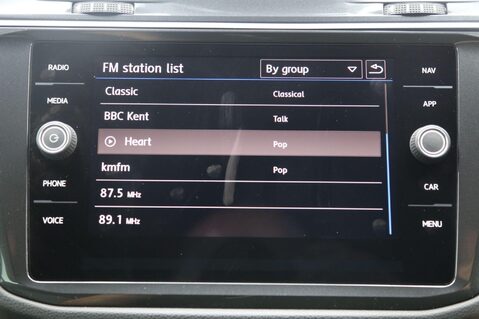 RADIO
MEDIA
PHONE
VOICE
FM station list By group
Classic Classical
BBC Kent Talk
Heart Pop
kmfm Pop
87.5 MHz
89.1 MHz
NAV
APP
CAR
MENU